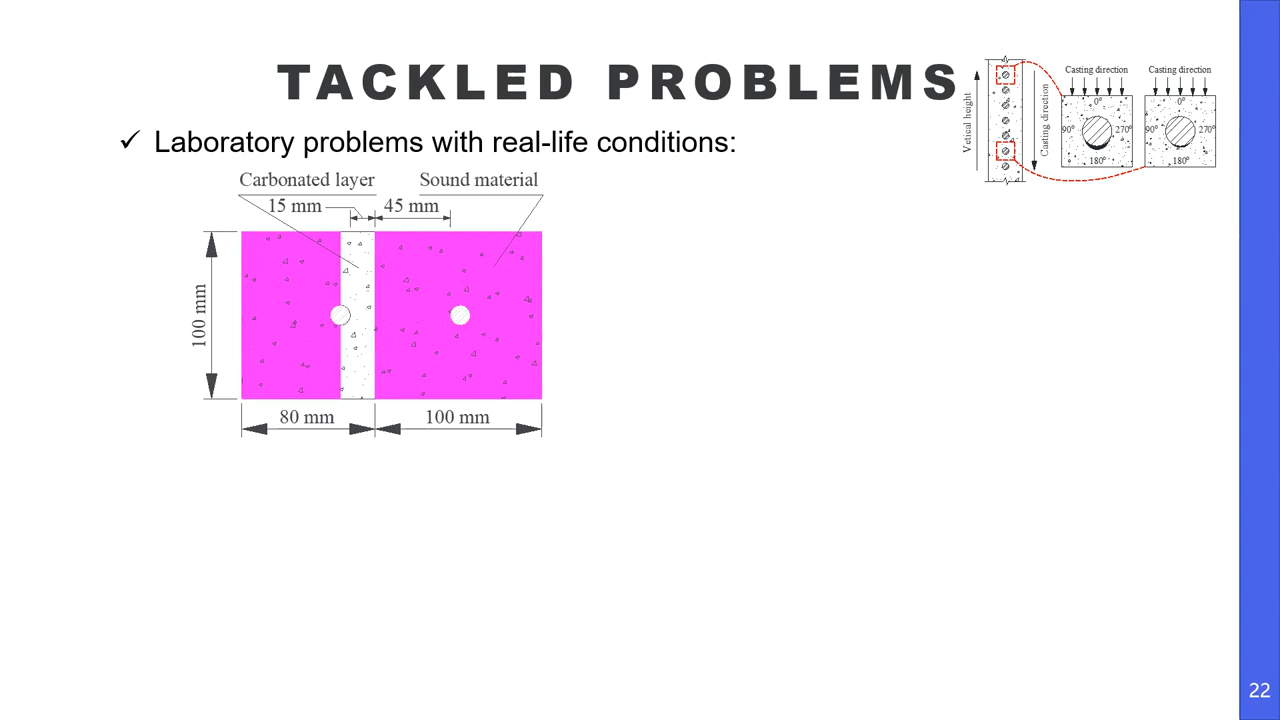 TACKLED PROBLEMS
✓ Laboratory problems with real-life conditions:
Carbonated layer
Sound material
15 mm
45 mm
100 mm
80 mm
100 mm
Vetical height
Casting direction
Casting direction
0°
90°
270°
180°
Casting direction
0°
90°
270°
180°
22